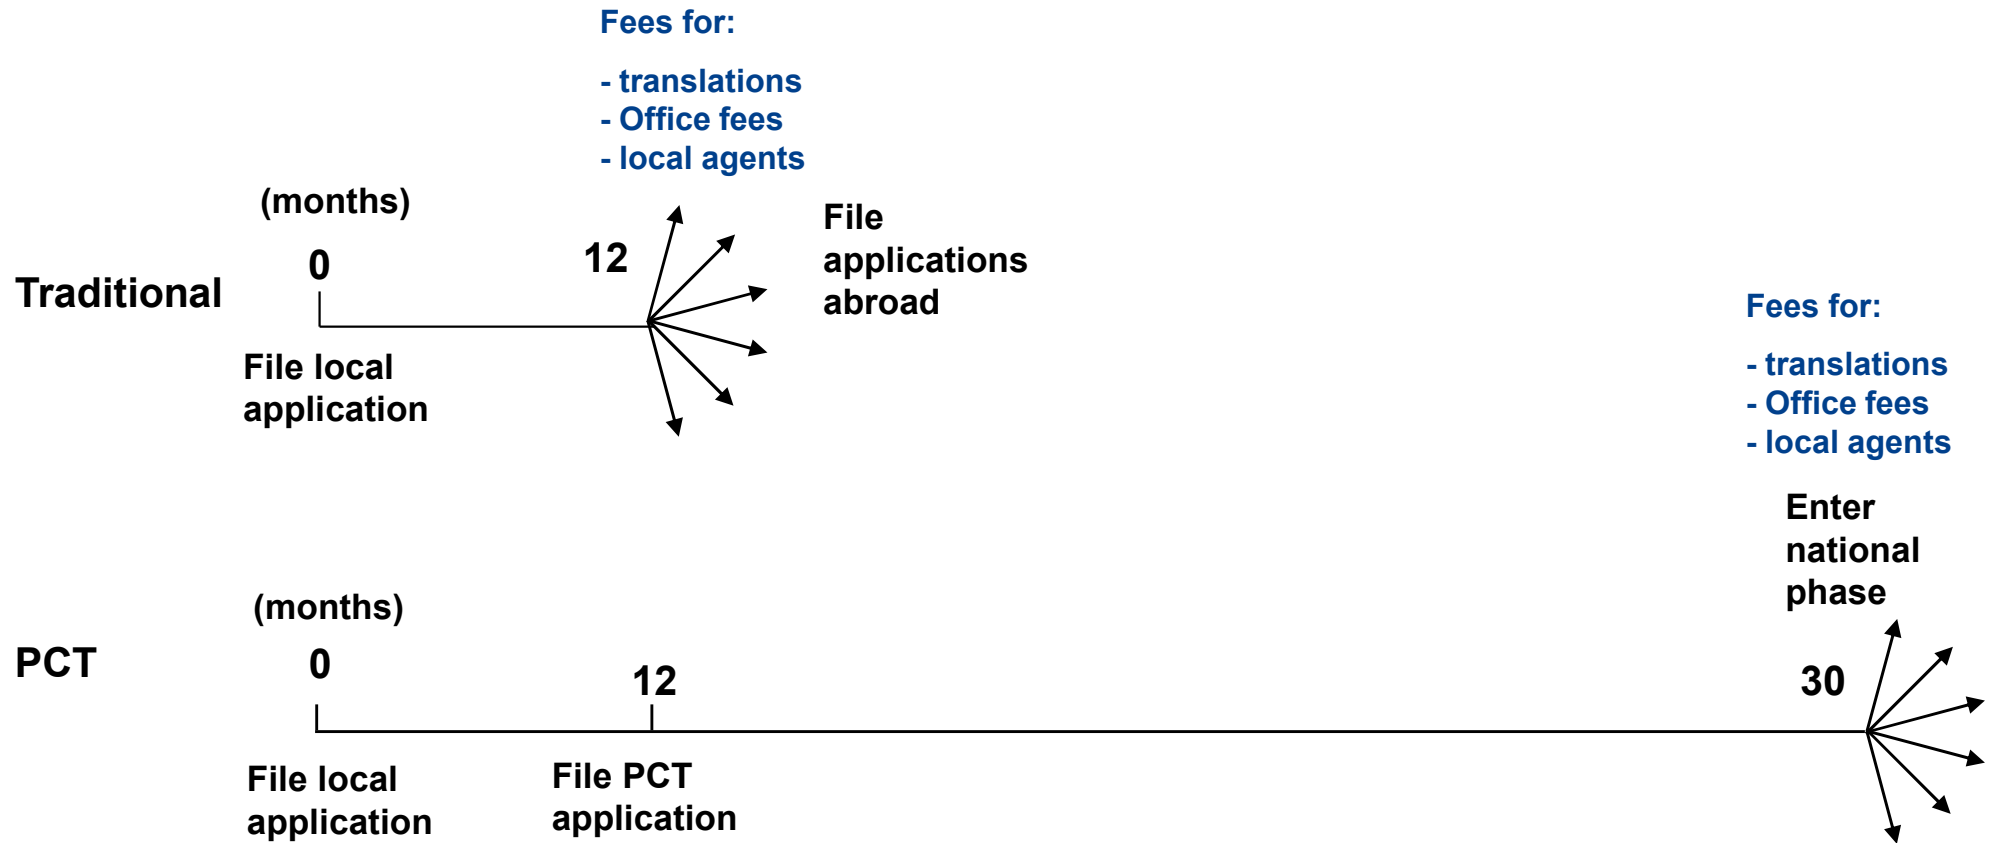 Fees for:
- translations
- Office fees
- local agents
(months)
0
12
File
applications
abroad
Traditional
File local
application
Fees for:
- translations
- Office fees
- local agents
Enter
national
phase
(months)
PCT
0
12
30
File local
application
File PCT
application